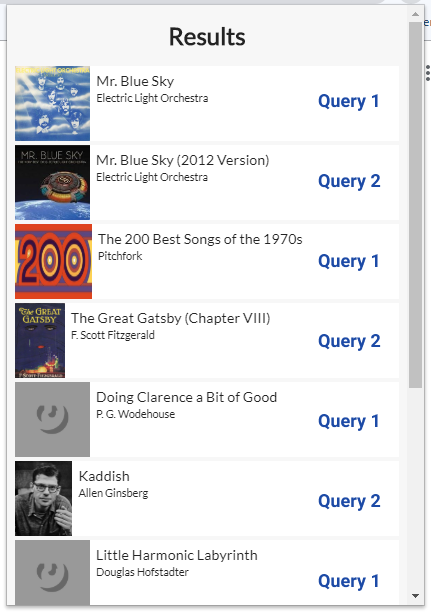 Results
Mr. Blue Sky
Electric Light Orchestra
Query 1
MR. BLUE SKY
Mr. Blue Sky (2012 Version)
Electric Light Orchestra
Query 2
200
The 200 Best Songs of the 1970s
Pitchfork
Query 1
The GREAT
GATSBY
F·SCOTT·FITZGERALD
The Great Gatsby (Chapter VIII)
F. Scott Fitzgerald
Query 2
Doing Clarence a Bit of Good
P. G. Wodehouse
Query 1
Kaddish
Allen Ginsberg
Query 2
Little Harmonic Labyrinth
Douglas Hofstadter
Query 1